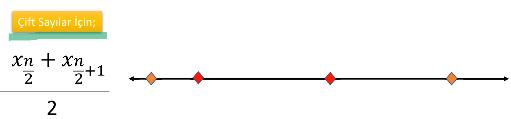 Çift Sayılar İçin;
x_{n/2} + x_{n/2+1}
2